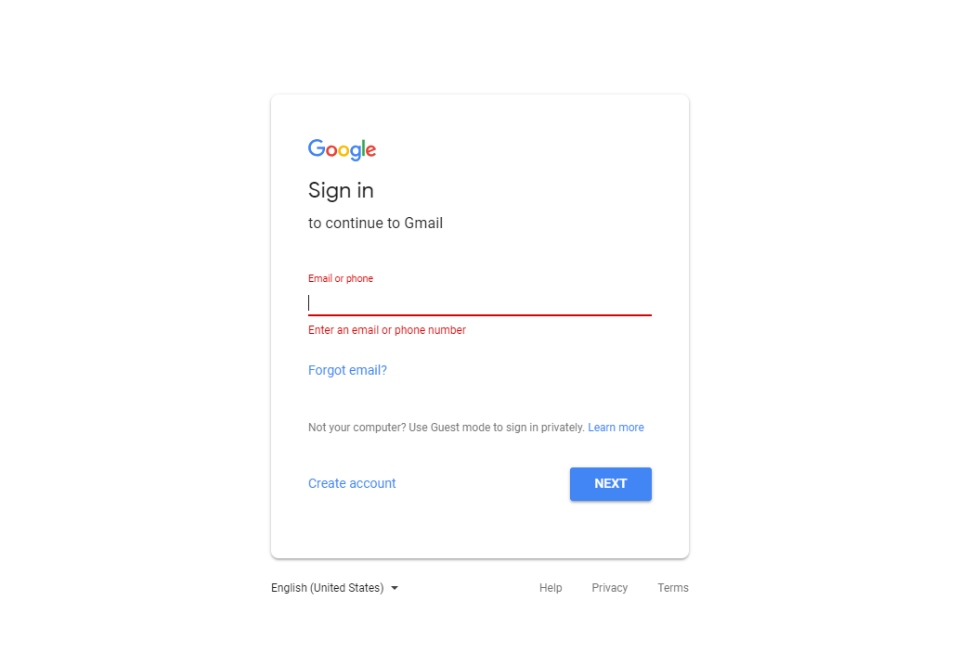 Google
Sign in
to continue to Gmail
Email or phone
Enter an email or phone number
Forgot email?
Not your computer? Use Guest mode to sign in privately. Learn more
Create account NEXT
English (United States) Help Privacy Terms